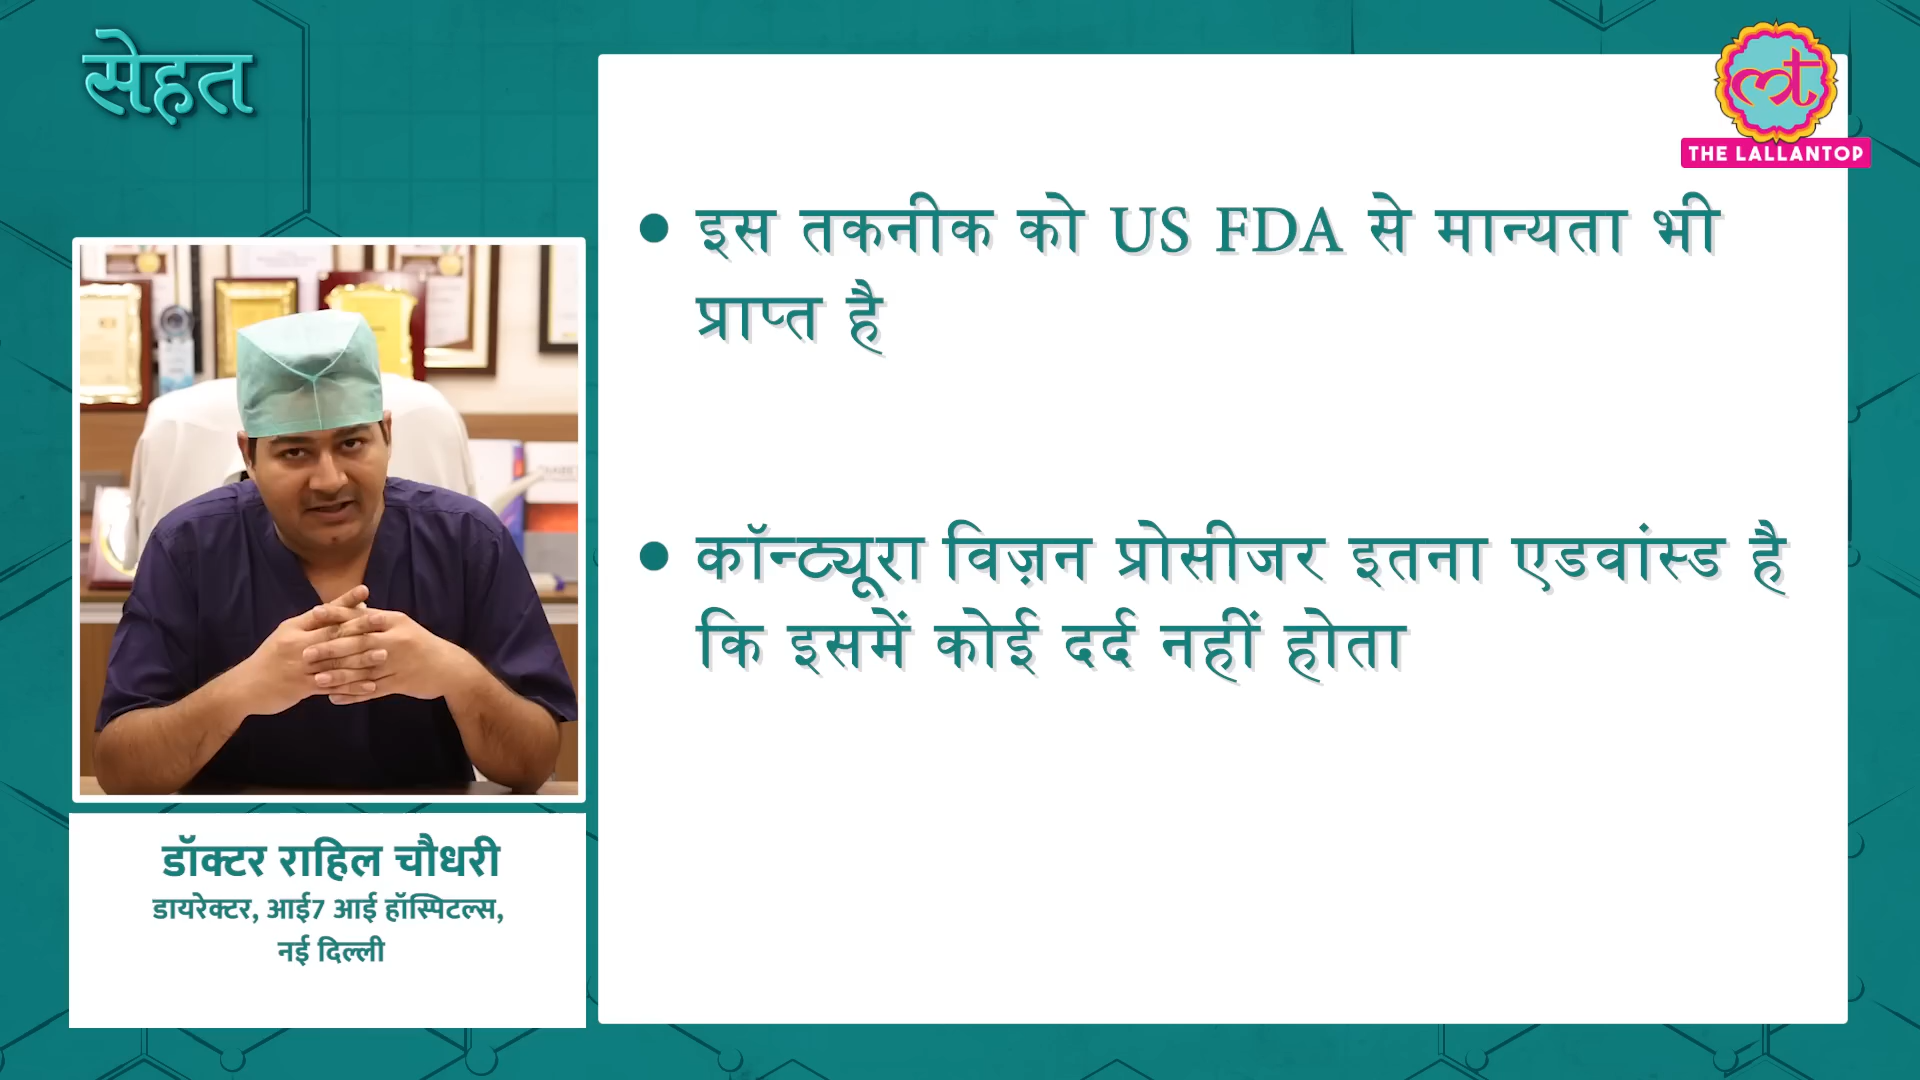 सेहत
THE LALLANTOP
• इस तकनीक को US FDA से मान्यता भी
प्राप्त है
• कॉन्ट्यूरा विज़न प्रोसीजर इतना एडवांस्ड है
कि इसमें कोई दर्द नहीं होता
डॉक्टर राहिल चौधरी
डायरेक्टर, आई7 आई हॉस्पिटल्स,
नई दिल्ली